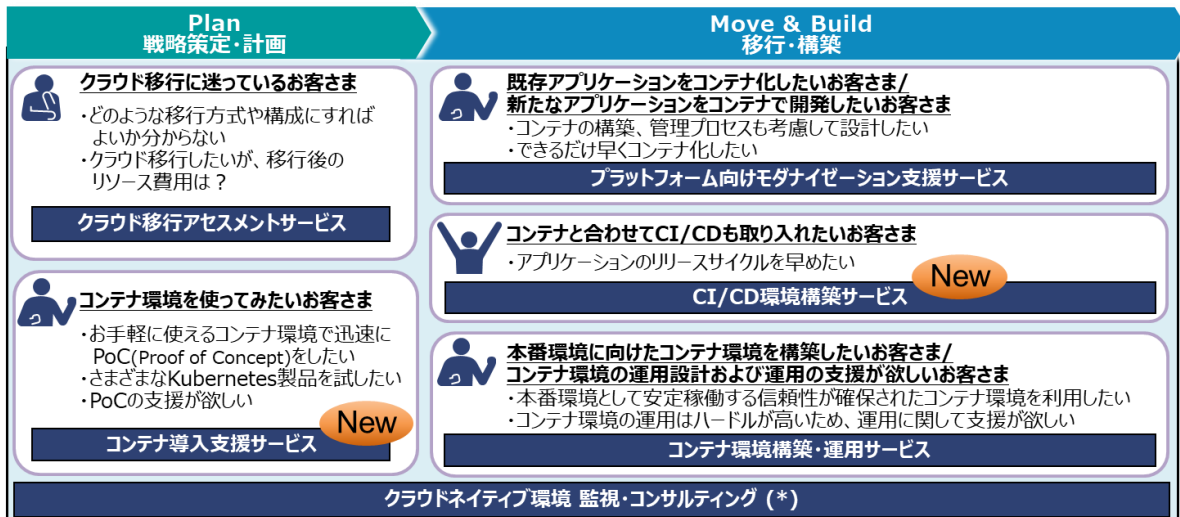 Plan
戦略策定・計画
Move & Build
移行・構築
クラウド移行に迷っているお客さま
・どのような移行方式や構成にすれば
よいか分からない
・クラウド移行したいが、移行後の
リソース費用は？
クラウド移行アセスメントサービス
コンテナ環境を使ってみたいお客さま
・お手軽に使えるコンテナ環境で迅速に
PoC(Proof of Concept)をしたい
・さまざまなKubernetes製品を試したい
・PoCの支援が欲しい
New
コンテナ導入支援サービス
既存アプリケーションをコンテナ化したいお客さま/
新たなアプリケーションをコンテナで開発したいお客さま
・コンテナの構築、管理プロセスも考慮して設計したい
・できるだけ早くコンテナ化したい
プラットフォーム向けモダナイゼーション支援サービス
コンテナと合わせてCI/CDも取り入れたいお客さま
・アプリケーションのリリースサイクルを早めたい
New
CI/CD環境構築サービス
本番環境に向けたコンテナ環境を構築したいお客さま/
コンテナ環境の運用設計および運用の支援が欲しいお客さま
・本番環境として安定稼働する信頼性が確保されたコンテナ環境を利用したい
・コンテナ環境の運用はハードルが高いため、運用に関して支援が欲しい
コンテナ環境構築・運用サービス
クラウドネイティブ環境 監視・コンサルティング (*)